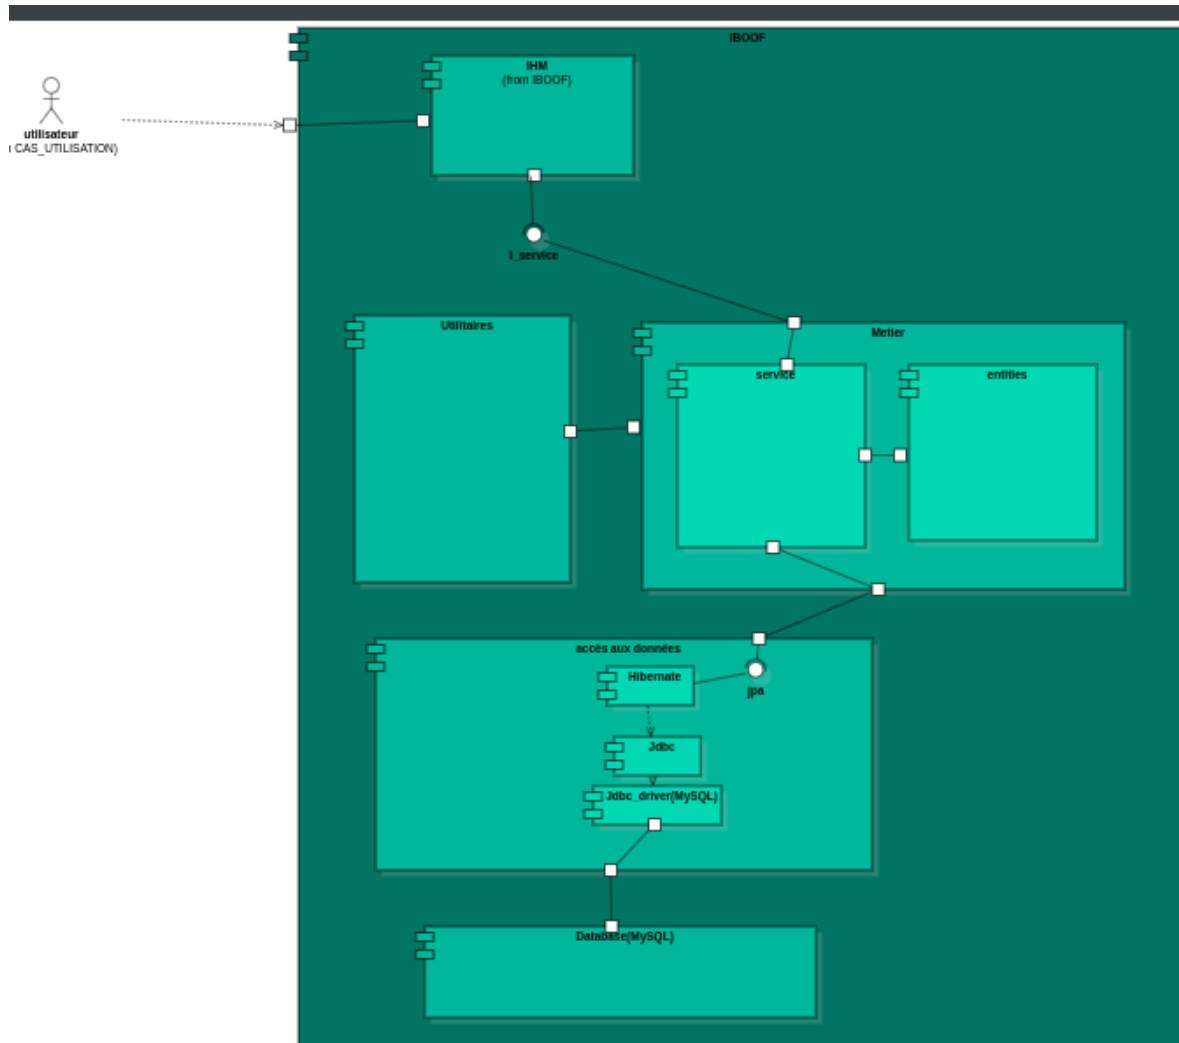 IBOOF
IHM
(from IBOOF)
utilisateur
CAS_UTILISATION)
I_service
Utilitaires
Metier
service
entities
accès aux données
Hibernate
jpa
Jdbc
Jdbc_driver(MySQL)
Database(MySQL)